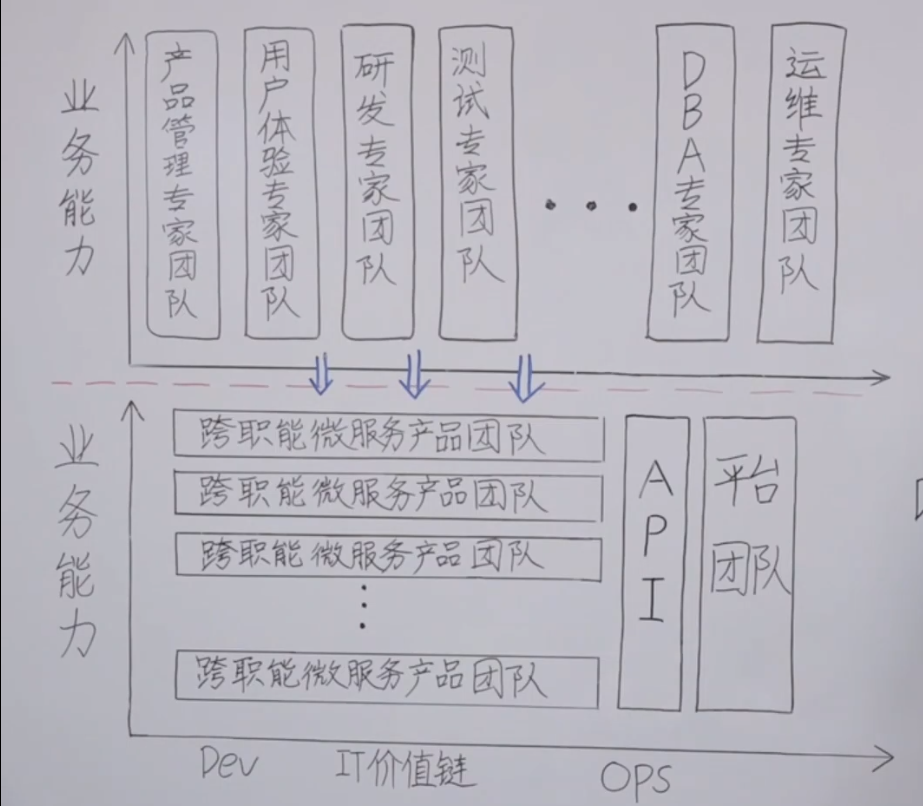 业务能力
产品管理专家团队
用户体验专家团队
研发专家团队
测试专家团队
...
DBA专家团队
运维专家团队
业务能力
跨职能微服务产品团队
跨职能微服务产品团队
跨职能微服务产品团队
...
跨职能微服务产品团队
API
平台团队
Dev
IT价值链
OPS